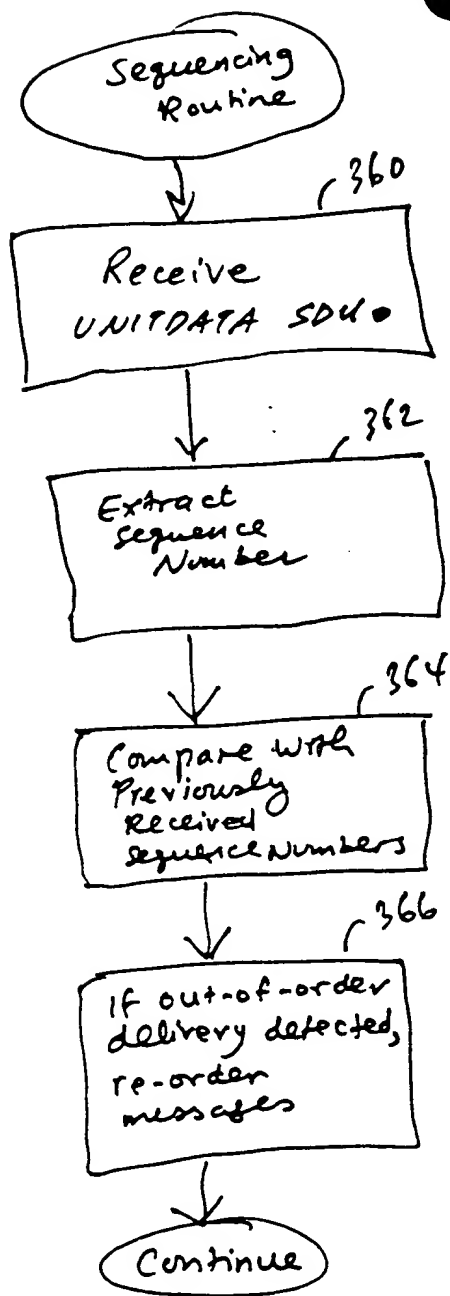 Sequencing
Routine
360
Receive
UNITDATA SDU.
362
Extract
Sequence
Number
364
Compare with
Previously
Received
Sequence Numbers
366
If out-of-order
delivery detected,
re-order
messages
Continue